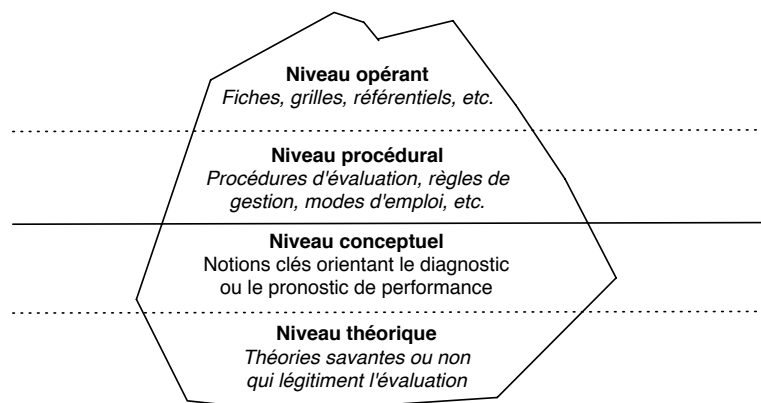 Niveau opérant
Fiches, grilles, référentiels, etc.
Niveau procédural
Procédures d'évaluation, règles de
gestion, modes d'emploi, etc.
Niveau conceptuel
Notions clés orientant le diagnostic
ou le pronostic de performance
Niveau théorique
Théories savantes ou non
qui légitiment l'évaluation